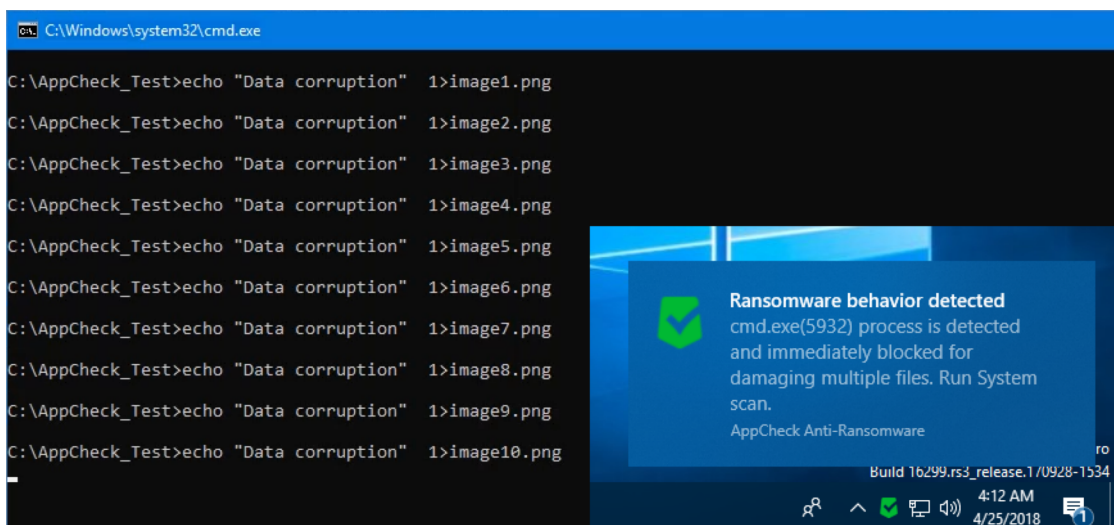 C:\Windows\system32\cmd.exe
C:\AppCheck_Test>echo "Data corruption"  1>image1.png
C:\AppCheck_Test>echo "Data corruption"  1>image2.png
C:\AppCheck_Test>echo "Data corruption"  1>image3.png
C:\AppCheck_Test>echo "Data corruption"  1>image4.png
C:\AppCheck_Test>echo "Data corruption"  1>image5.png
C:\AppCheck_Test>echo "Data corruption"  1>image6.png
C:\AppCheck_Test>echo "Data corruption"  1>image7.png
C:\AppCheck_Test>echo "Data corruption"  1>image8.png
C:\AppCheck_Test>echo "Data corruption"  1>image9.png
C:\AppCheck_Test>echo "Data corruption"  1>image10.png
Ransomware behavior detected
cmd.exe(5932) process is detected
and immediately blocked for
damaging multiple files. Run System
scan.
AppCheck Anti-Ransomware
ro
Build 16299.rs3_release.170928-1534
4:12 AM
4/25/2018
1